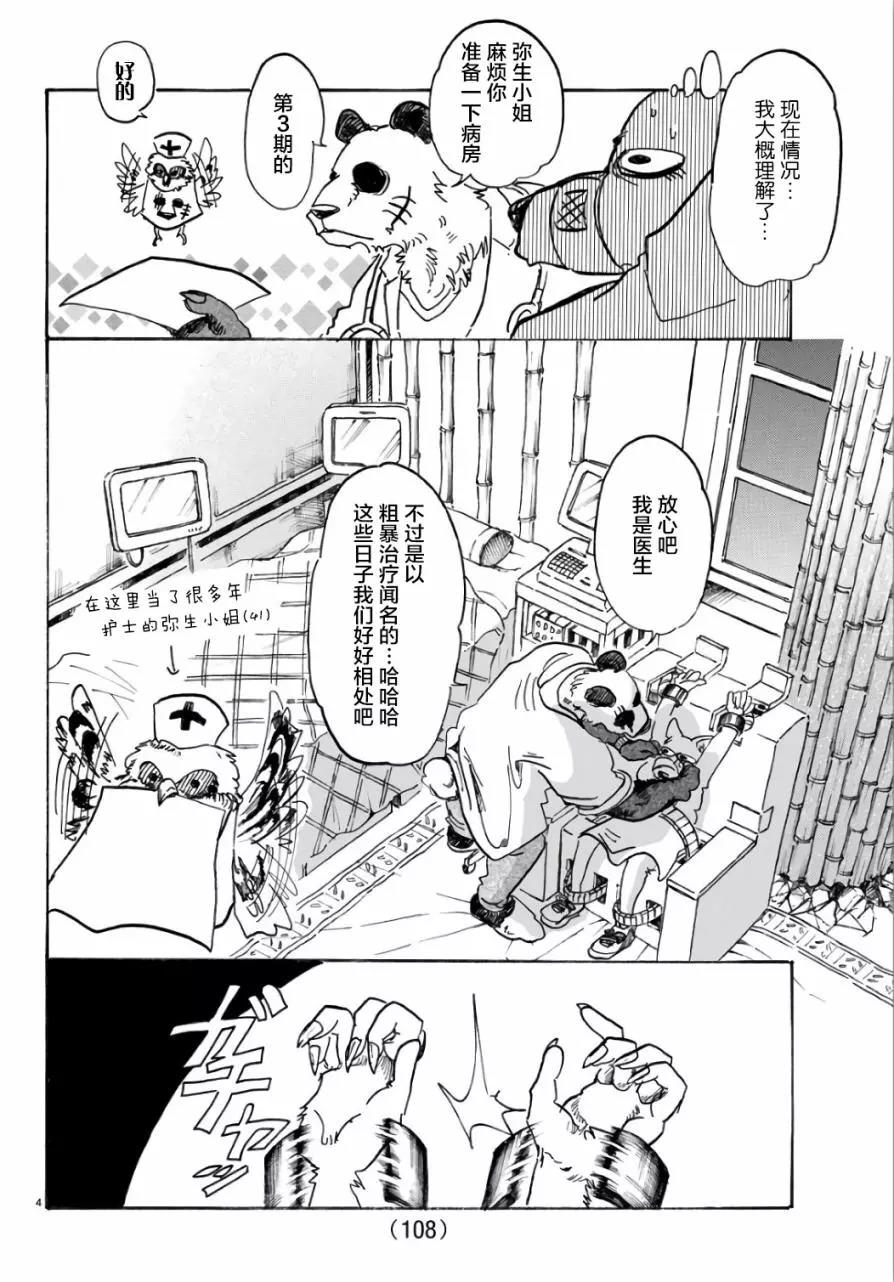 现在情况…
我大概理解了…
弥生小姐
麻烦你
准备一下病房
第3期的
好的
放心吧
我是医生
不过是以
粗暴治疗闻名的…哈哈哈
这些日子我们好好相处吧
在这里当了很多年
护士的弥生小姐(41)
ガチャッ
4
(108)